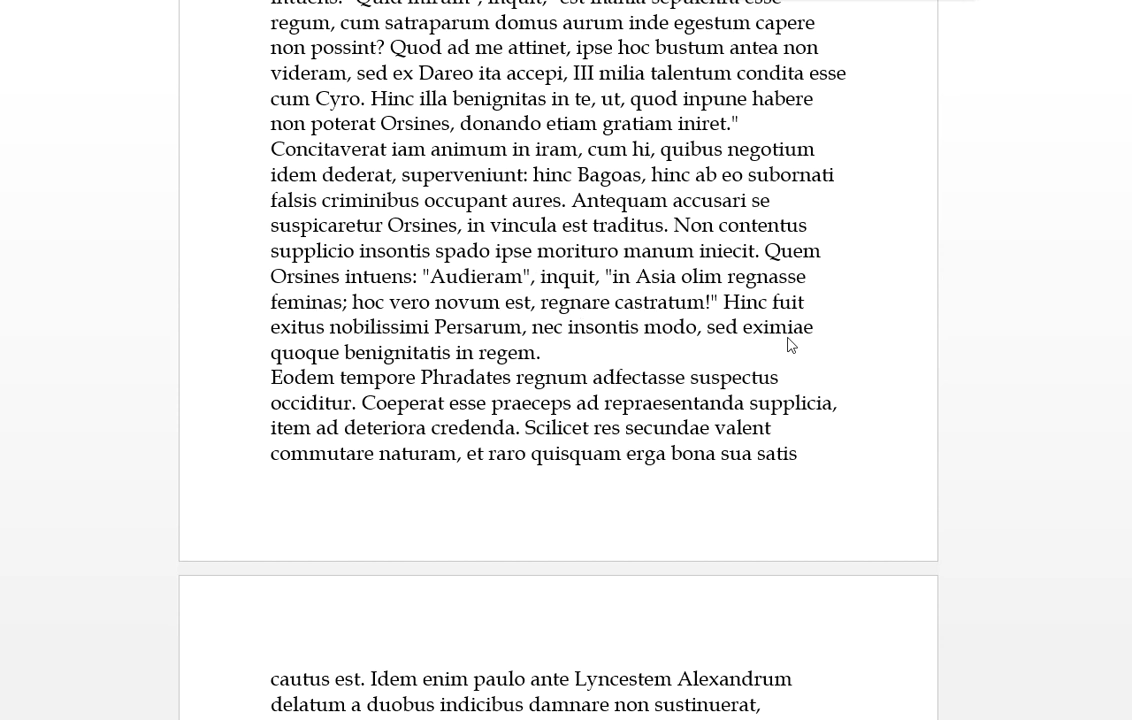 intuens: "Quid mirum", inquit, "est inania sepulchra esse
regum, cum satraparum domus aurum inde egestum capere
non possint? Quod ad me attinet, ipse hoc bustum antea non
videram, sed ex Dareo ita accepi, III milia talentum condita esse
cum Cyro. Hinc illa benignitas in te, ut, quod inpune habere
non poterat Orsines, donando etiam gratiam iniret."
Concitaverat iam animum in iram, cum hi, quibus negotium
idem dederat, superveniunt: hinc Bagoas, hinc ab eo subornati
falsis criminibus occupant aures. Antequam accusari se
suspicaretur Orsines, in vincula est traditus. Non contentus
supplicio insontis spado ipse morituro manum iniecit. Quem
Orsines intuens: "Audieram", inquit, "in Asia olim regnasse
feminas; hoc vero novum est, regnare castratum!" Hinc fuit
exitus nobilissimi Persarum, nec insontis modo, sed eximiae
quoque benignitatis in regem.
Eodem tempore Phradates regnum adfectasse suspectus
occiditur. Coeperat esse praeceps ad repraesentanda supplicia,
item ad deteriora credenda. Scilicet res secundae valent
commutare naturam, et raro quisquam erga bona sua satis
cautus est. Idem enim paulo ante Lyncestem Alexandrum
delatum a duobus indicibus damnare non sustinuerat,